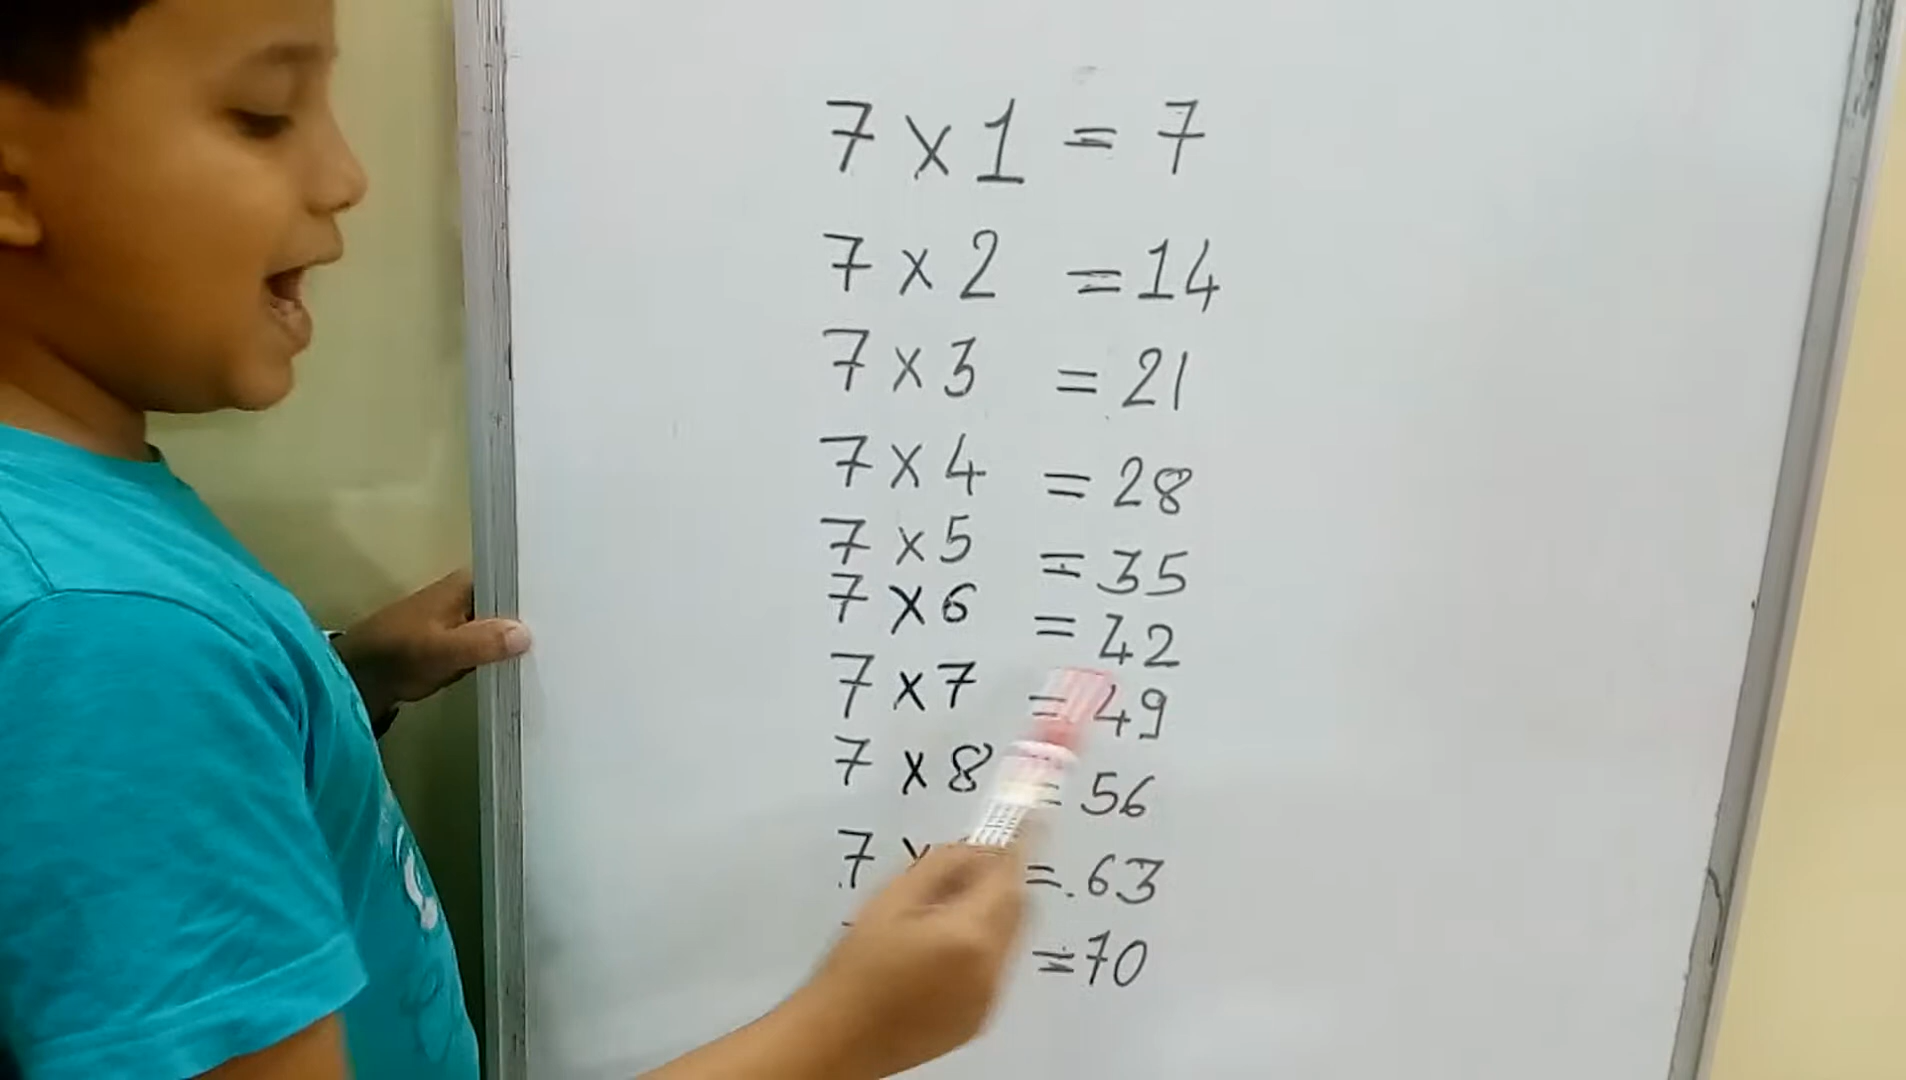 7 x 1 = 7
7 x 2 = 14
7 x 3 = 21
7 x 4 = 28
7 x 5 = 35
7 x 6 = 42
7 x 7 = 49
7 x 8 = 56
7 x = 63
= 70